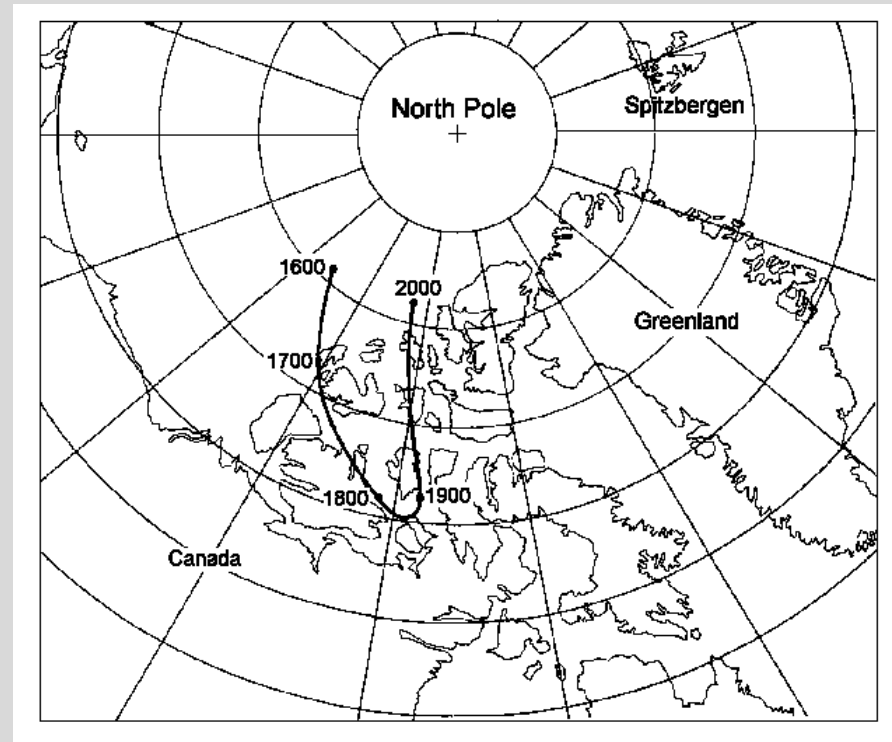 North Pole
Spitzbergen
1600
2000
Greenland
1700
1800
1900
Canada